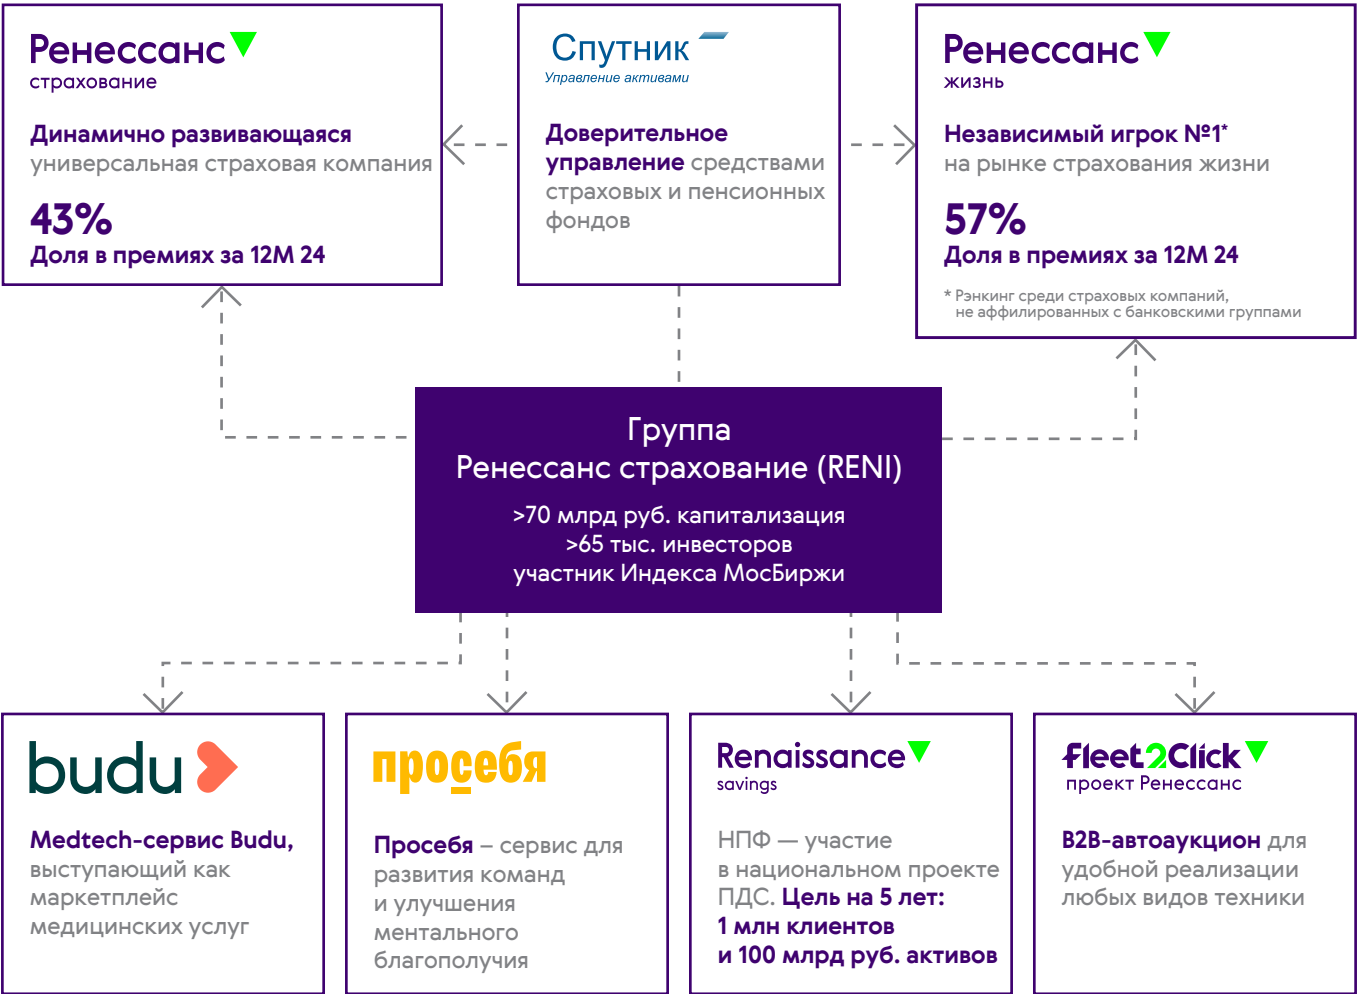 Ренессанс
страхование
Динамично развивающаяся
универсальная страховая компания
43%
Доля в премиях за 12М 24
Спутник
Управление активами
Доверительное
управление средствами
страховых и пенсионных
фондов
Ренессанс
жизнь
Независимый игрок №1*
на рынке страхования жизни
57%
Доля в премиях за 12М 24
* Рэнкинг среди страховых компаний,
не аффилированных с банковскими группами
Группа
Ренессанс страхование (RENI)
>70 млрд руб. капитализация
>65 тыс. инвесторов
участник Индекса МосБиржи
budu
Medtech-сервис Budu,
выступающий как
маркетплейс
медицинских услуг
просебя
Просебя – сервис для
развития команд
и улучшения
ментального
благополучия
Renaissance
savings
НПФ — участие
в национальном проекте
ПДС. Цель на 5 лет:
1 млн клиентов
и 100 млрд руб. активов
fleet2Click
проект Ренессанс
B2B-автоаукцион для
удобной реализации
любых видов техники